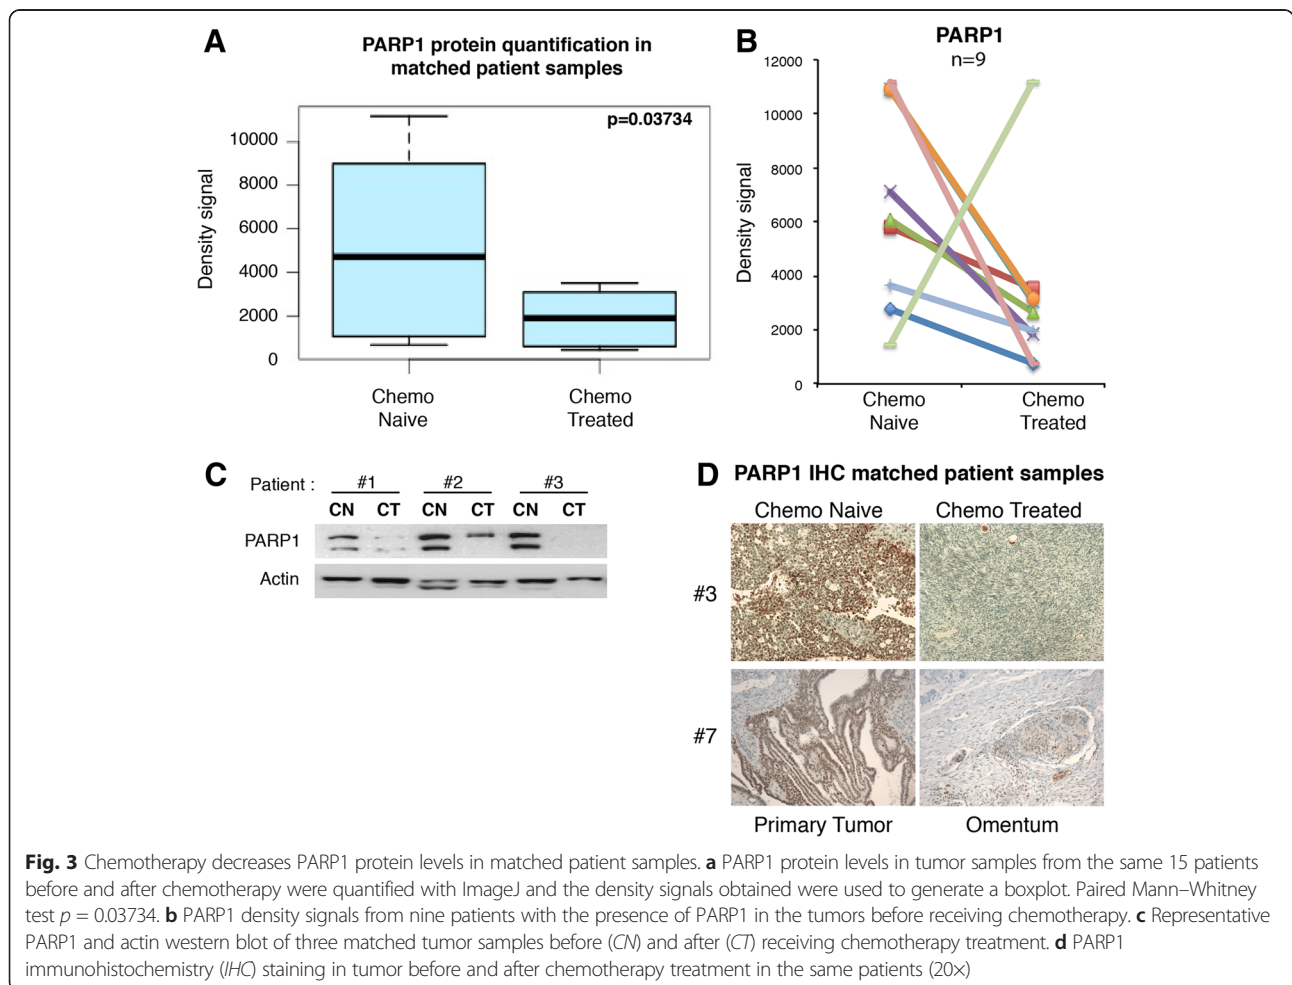 A
PARP1 protein quantification in
matched patient samples
p=0.03734
Density signal
10000
8000
6000
4000
2000
0
Chemo
Naive
Chemo
Treated
B
PARP1
n=9
Density signal
12000
10000
12000
8000
6000
4000
2000
0
Chemo
Naive
Chemo
Treated
C
Patient :
#1
#2
#3
CN
CT
CN
CT
CN
CT
PARP1
Actin
D
PARP1 IHC matched patient samples
Chemo Naive
Chemo Treated
#3
#7
Primary Tumor
Omentum
Fig. 3 Chemotherapy decreases PARP1 protein levels in matched patient samples. a PARP1 protein levels in tumor samples from the same 15 patients
before and after chemotherapy were quantified with ImageJ and the density signals obtained were used to generate a boxplot. Paired Mann–Whitney
test p = 0.03734. b PARP1 density signals from nine patients with the presence of PARP1 in the tumors before receiving chemotherapy. c Representative
PARP1 and actin western blot of three matched tumor samples before (CN) and after (CT) receiving chemotherapy treatment. d PARP1
immunohistochemistry (IHC) staining in tumor before and after chemotherapy treatment in the same patients (20×)